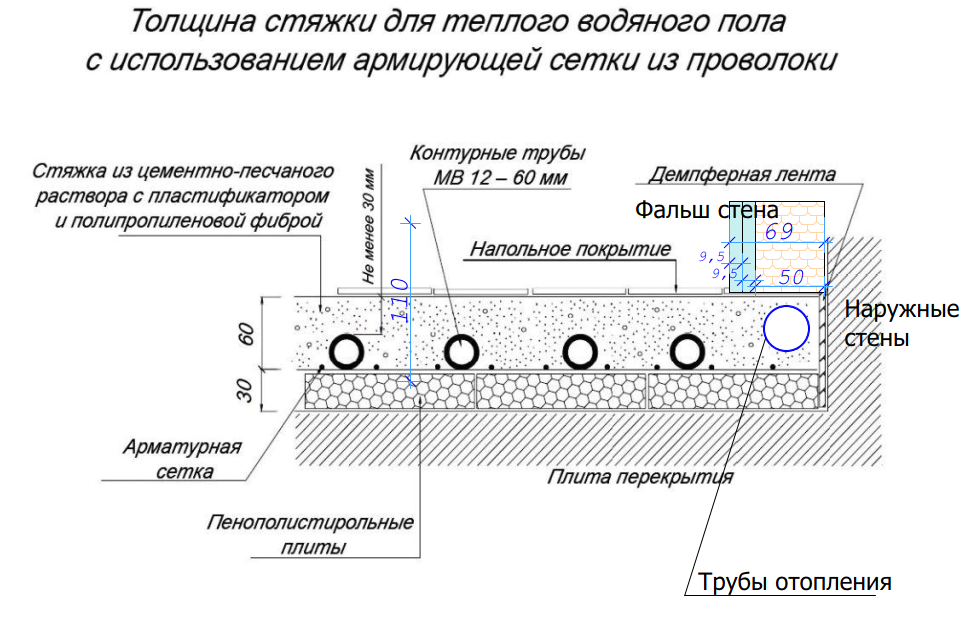 Толщина стяжки для теплого водяного пола
с использованием армирующей сетки из проволоки
Стяжка из цементно-песчаного
раствора с пластификатором
и полипропиленовой фиброй
Не менее 30 мм
Контурные трубы
МВ 12 – 60 мм
Демпферная лента
Фальш стена
69
Напольное покрытие
9,5
9,5
50
110
Наружные
стены
60
30
Арматурная
сетка
Плита перекрытия
Пенополистирольные
плиты
Трубы отопления